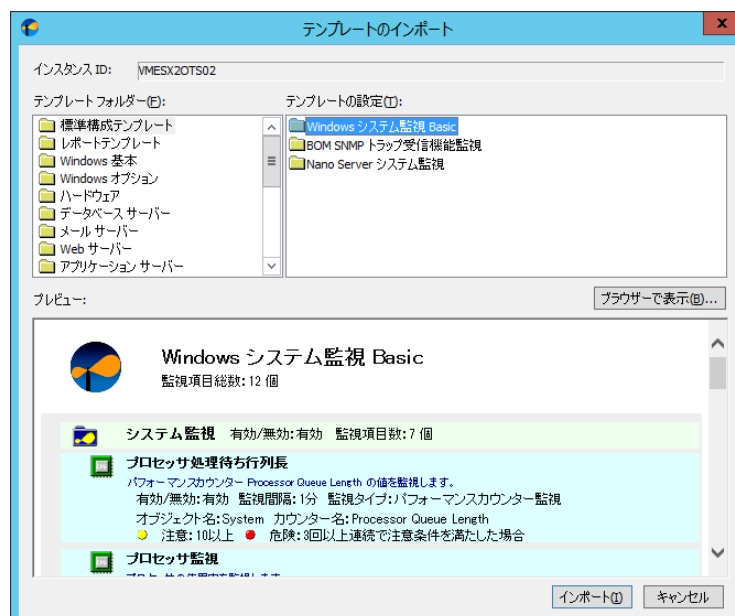 テンプレートのインポート
x
インスタンス ID: VMESX2OTS02
テンプレート フォルダー(F):
標準構成テンプレート
レポートテンプレート
Windows 基本
Windows オプション
ハードウェア
データベース サーバー
メール サーバー
Web サーバー
アプリケーション サーバー
テンプレートの設定(T):
Windows システム監視 Basic
BOM SNMP トラップ受信機能監視
Nano Server システム監視
プレビュー:
ブラウザーで表示(B)...
Windows システム監視 Basic
監視項目総数: 12 個
システム監視 有効/無効:有効 監視項目数:7 個
プロセッサ処理待ち行列長
パフォーマンスカウンター Processor Queue Length の値を監視します。
有効/無効:有効 監視間隔:1分 監視タイプ:パフォーマンスカウンター監視
オブジェクト名:System カウンター名:Processor Queue Length
注意:10以上 危険:3回以上連続で注意条件を満たした場合
プロセッサ監視
インポート(I)
キャンセル